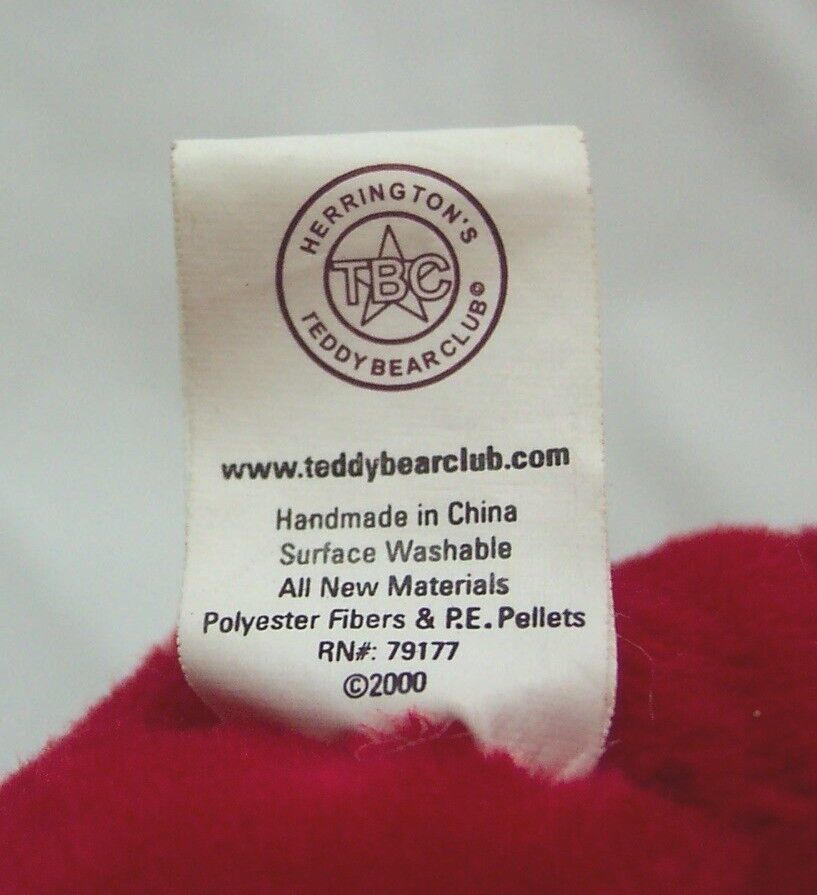 HERRINGTON'S
TBC
TEDDY BEAR CLUB©
www.teddybearclub.com
Handmade in China
Surface Washable
All New Materials
Polyester Fibers & P.E. Pellets
RN#: 79177
©2000